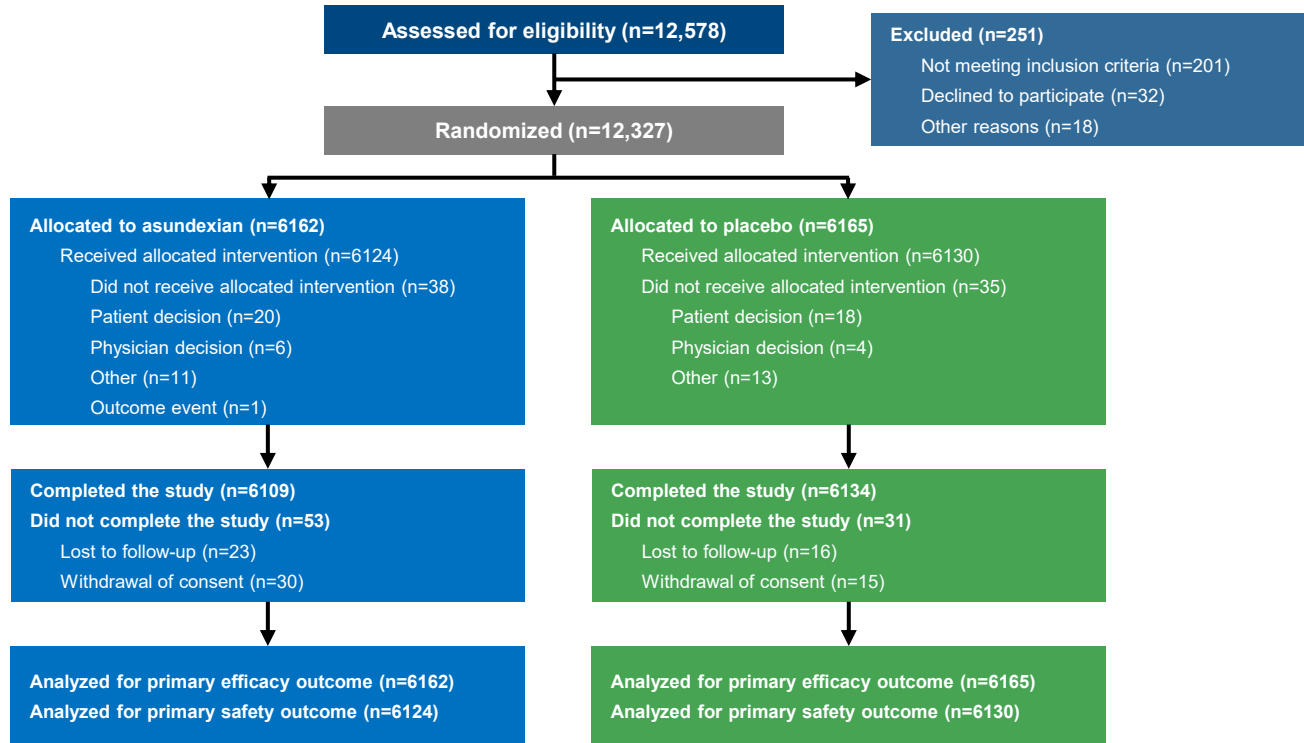 Assessed for eligibility (n=12,578)
Excluded (n=251)
Not meeting inclusion criteria (n=201)
Declined to participate (n=32)
Other reasons (n=18)
Randomized (n=12,327)
Allocated to asundexian (n=6162)
Received allocated intervention (n=6124)
Did not receive allocated intervention (n=38)
Patient decision (n=20)
Physician decision (n=6)
Other (n=11)
Outcome event (n=1)
Allocated to placebo (n=6165)
Received allocated intervention (n=6130)
Did not receive allocated intervention (n=35)
Patient decision (n=18)
Physician decision (n=4)
Other (n=13)
Completed the study (n=6109)
Did not complete the study (n=53)
Lost to follow-up (n=23)
Withdrawal of consent (n=30)
Completed the study (n=6134)
Did not complete the study (n=31)
Lost to follow-up (n=16)
Withdrawal of consent (n=15)
Analyzed for primary efficacy outcome (n=6162)
Analyzed for primary safety outcome (n=6124)
Analyzed for primary efficacy outcome (n=6165)
Analyzed for primary safety outcome (n=6130)